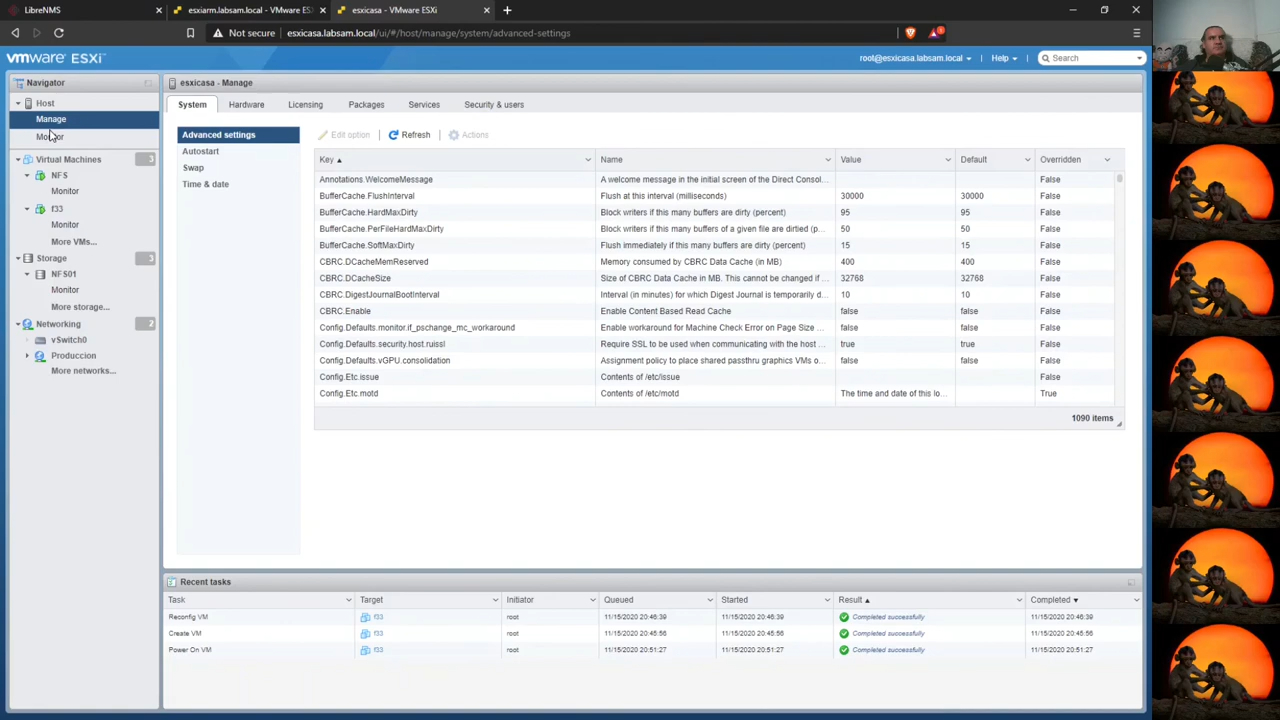 LibreNMS
esxiarm.labsam.local - VMware ES
esxicasa - VMware ESXi
Not secure
esxicasa.labsam.local/ui/#/host/manage/system/advanced-settings
vmware ESXi
root@esxicasa.labsam.local
Help
Search
Navigator
esxicasa - Manage
Host
Manage
Monitor
Virtual Machines
3
NFS
Monitor
f33
Monitor
More VMs...
Storage
3
NFS01
Monitor
More storage...
Networking
2
vSwitch0
Produccion
More networks...
System
Hardware
Licensing
Packages
Services
Security & users
Advanced settings
Autostart
Swap
Time & date
Edit option
Refresh
Actions
Key Name Value Default Overridden
Annotations.WelcomeMessage A welcome message in the initial screen of the Direct Consol... False
BufferCache.FlushInterval Flush at this interval (milliseconds) 30000 30000 False
BufferCache.HardMaxDirty Block writers if this many buffers are dirty (percent) 95 95 False
BufferCache.PerFileHardMaxDirty Block writers if this many buffers of a given file are dirtied (p... 50 50 False
BufferCache.SoftMaxDirty Flush immediately if this many buffers are dirty (percent) 15 15 False
CBRC.DCacheMemReserved Memory consumed by CBRC Data Cache (in MB) 400 400 False
CBRC.DCacheSize Size of CBRC Data Cache in MB. This cannot be changed if ... 32768 32768 False
CBRC.DigestJournalBootInterval Interval (in minutes) for which Digest Journal is temporarily d... 10 10 False
CBRC.Enable Enable Content Based Read Cache false false False
Config.Defaults.monitor.if_pschange_mc_workaround Enable workaround for Machine Check Error on Page Size ... false false False
Config.Defaults.security.host.ruissl Require SSL to be used when communicating with the host ... true true False
Config.Defaults.vGPU.consolidation Assignment policy to place shared passthru graphics VMs o... false false False
Config.Etc.issue Contents of /etc/issue False
Config.Etc.motd Contents of /etc/motd The time and date of this lo... True
1090 items
Recent tasks
Task Target Initiator Queued Started Result Completed
Reconfig VM f33 root 11/15/2020 20:46:39 11/15/2020 20:46:39 Completed successfully 11/15/2020 20:46:39
Create VM f33 root 11/15/2020 20:45:56 11/15/2020 20:45:56 Completed successfully 11/15/2020 20:45:56
Power On VM f33 root 11/15/2020 20:51:27 11/15/2020 20:51:27 Completed successfully 11/15/2020 20:51:27